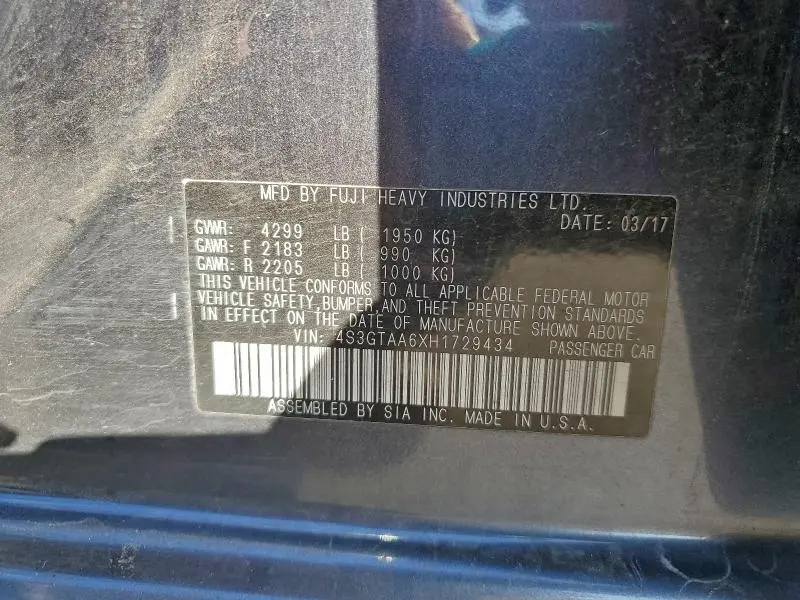 MFD BY FUJI HEAVY INDUSTRIES LTD.
DATE: 03/17
GVWR: 4299 LB ( 1950 KG)
GAWR: F 2183 LB ( 990 KG)
GAWR: R 2205 LB ( 1000 KG)
THIS VEHICLE CONFORMS TO ALL APPLICABLE FEDERAL MOTOR
VEHICLE SAFETY, BUMPER, AND THEFT PREVENTION STANDARDS
IN EFFECT ON THE DATE OF MANUFACTURE SHOWN ABOVE.
VIN: 4S3GTAA6XH1729434 PASSENGER CAR
ASSEMBLED BY SIA INC. MADE IN U.S.A.